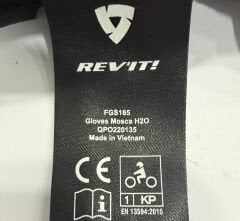 REV'IT!
FGS165
Gloves Mosca H2O
QPO220135
Made in Vietnam
CE
1 KP
EN 13594:2015